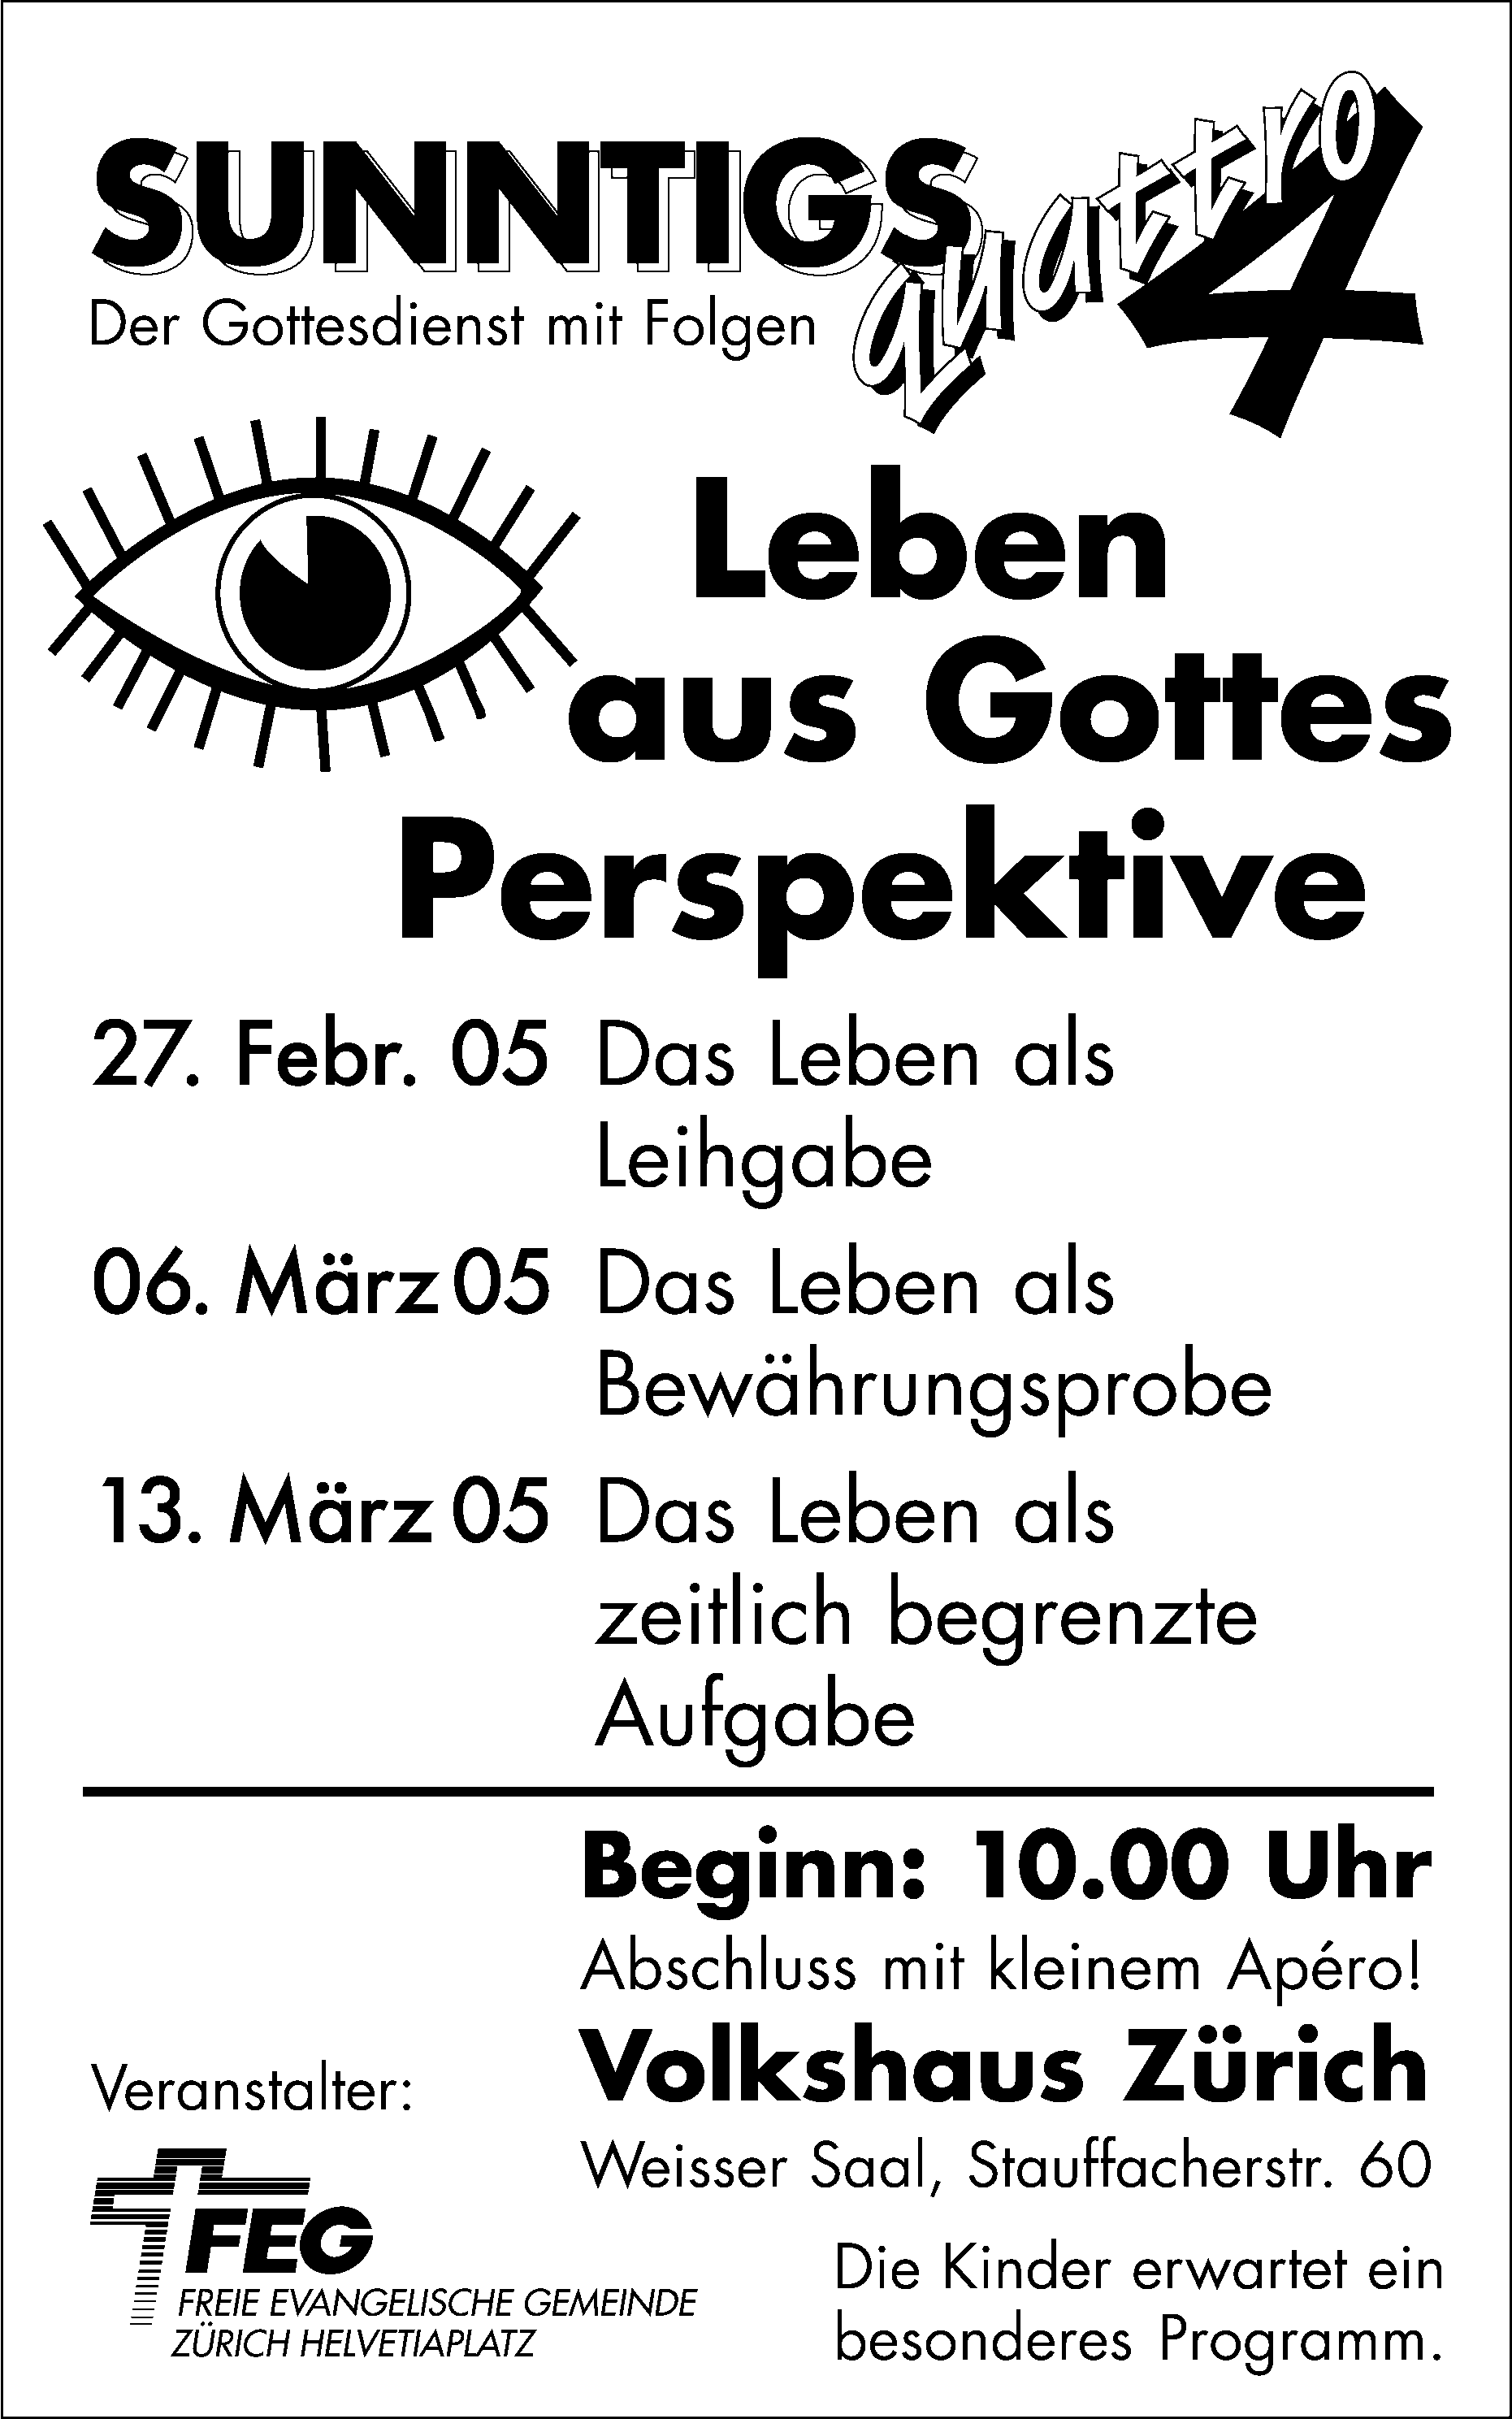 SUNNTIGS quattro 4
Der Gottesdienst mit Folgen
Leben
aus Gottes
Perspektive
27. Febr. 05 Das Leben als
Leihgabe
06. März 05 Das Leben als
Bewährungsprobe
13. März 05 Das Leben als
zeitlich begrenzte
Aufgabe
Beginn: 10.00 Uhr
Abschluss mit kleinem Apéro!
Volkshaus Zürich
Weisser Saal, Stauffacherstr. 60
Die Kinder erwartet ein
besonderes Programm.
Veranstalter:
FEG
FREIE EVANGELISCHE GEMEINDE
ZÜRICH HELVETIAPLATZ